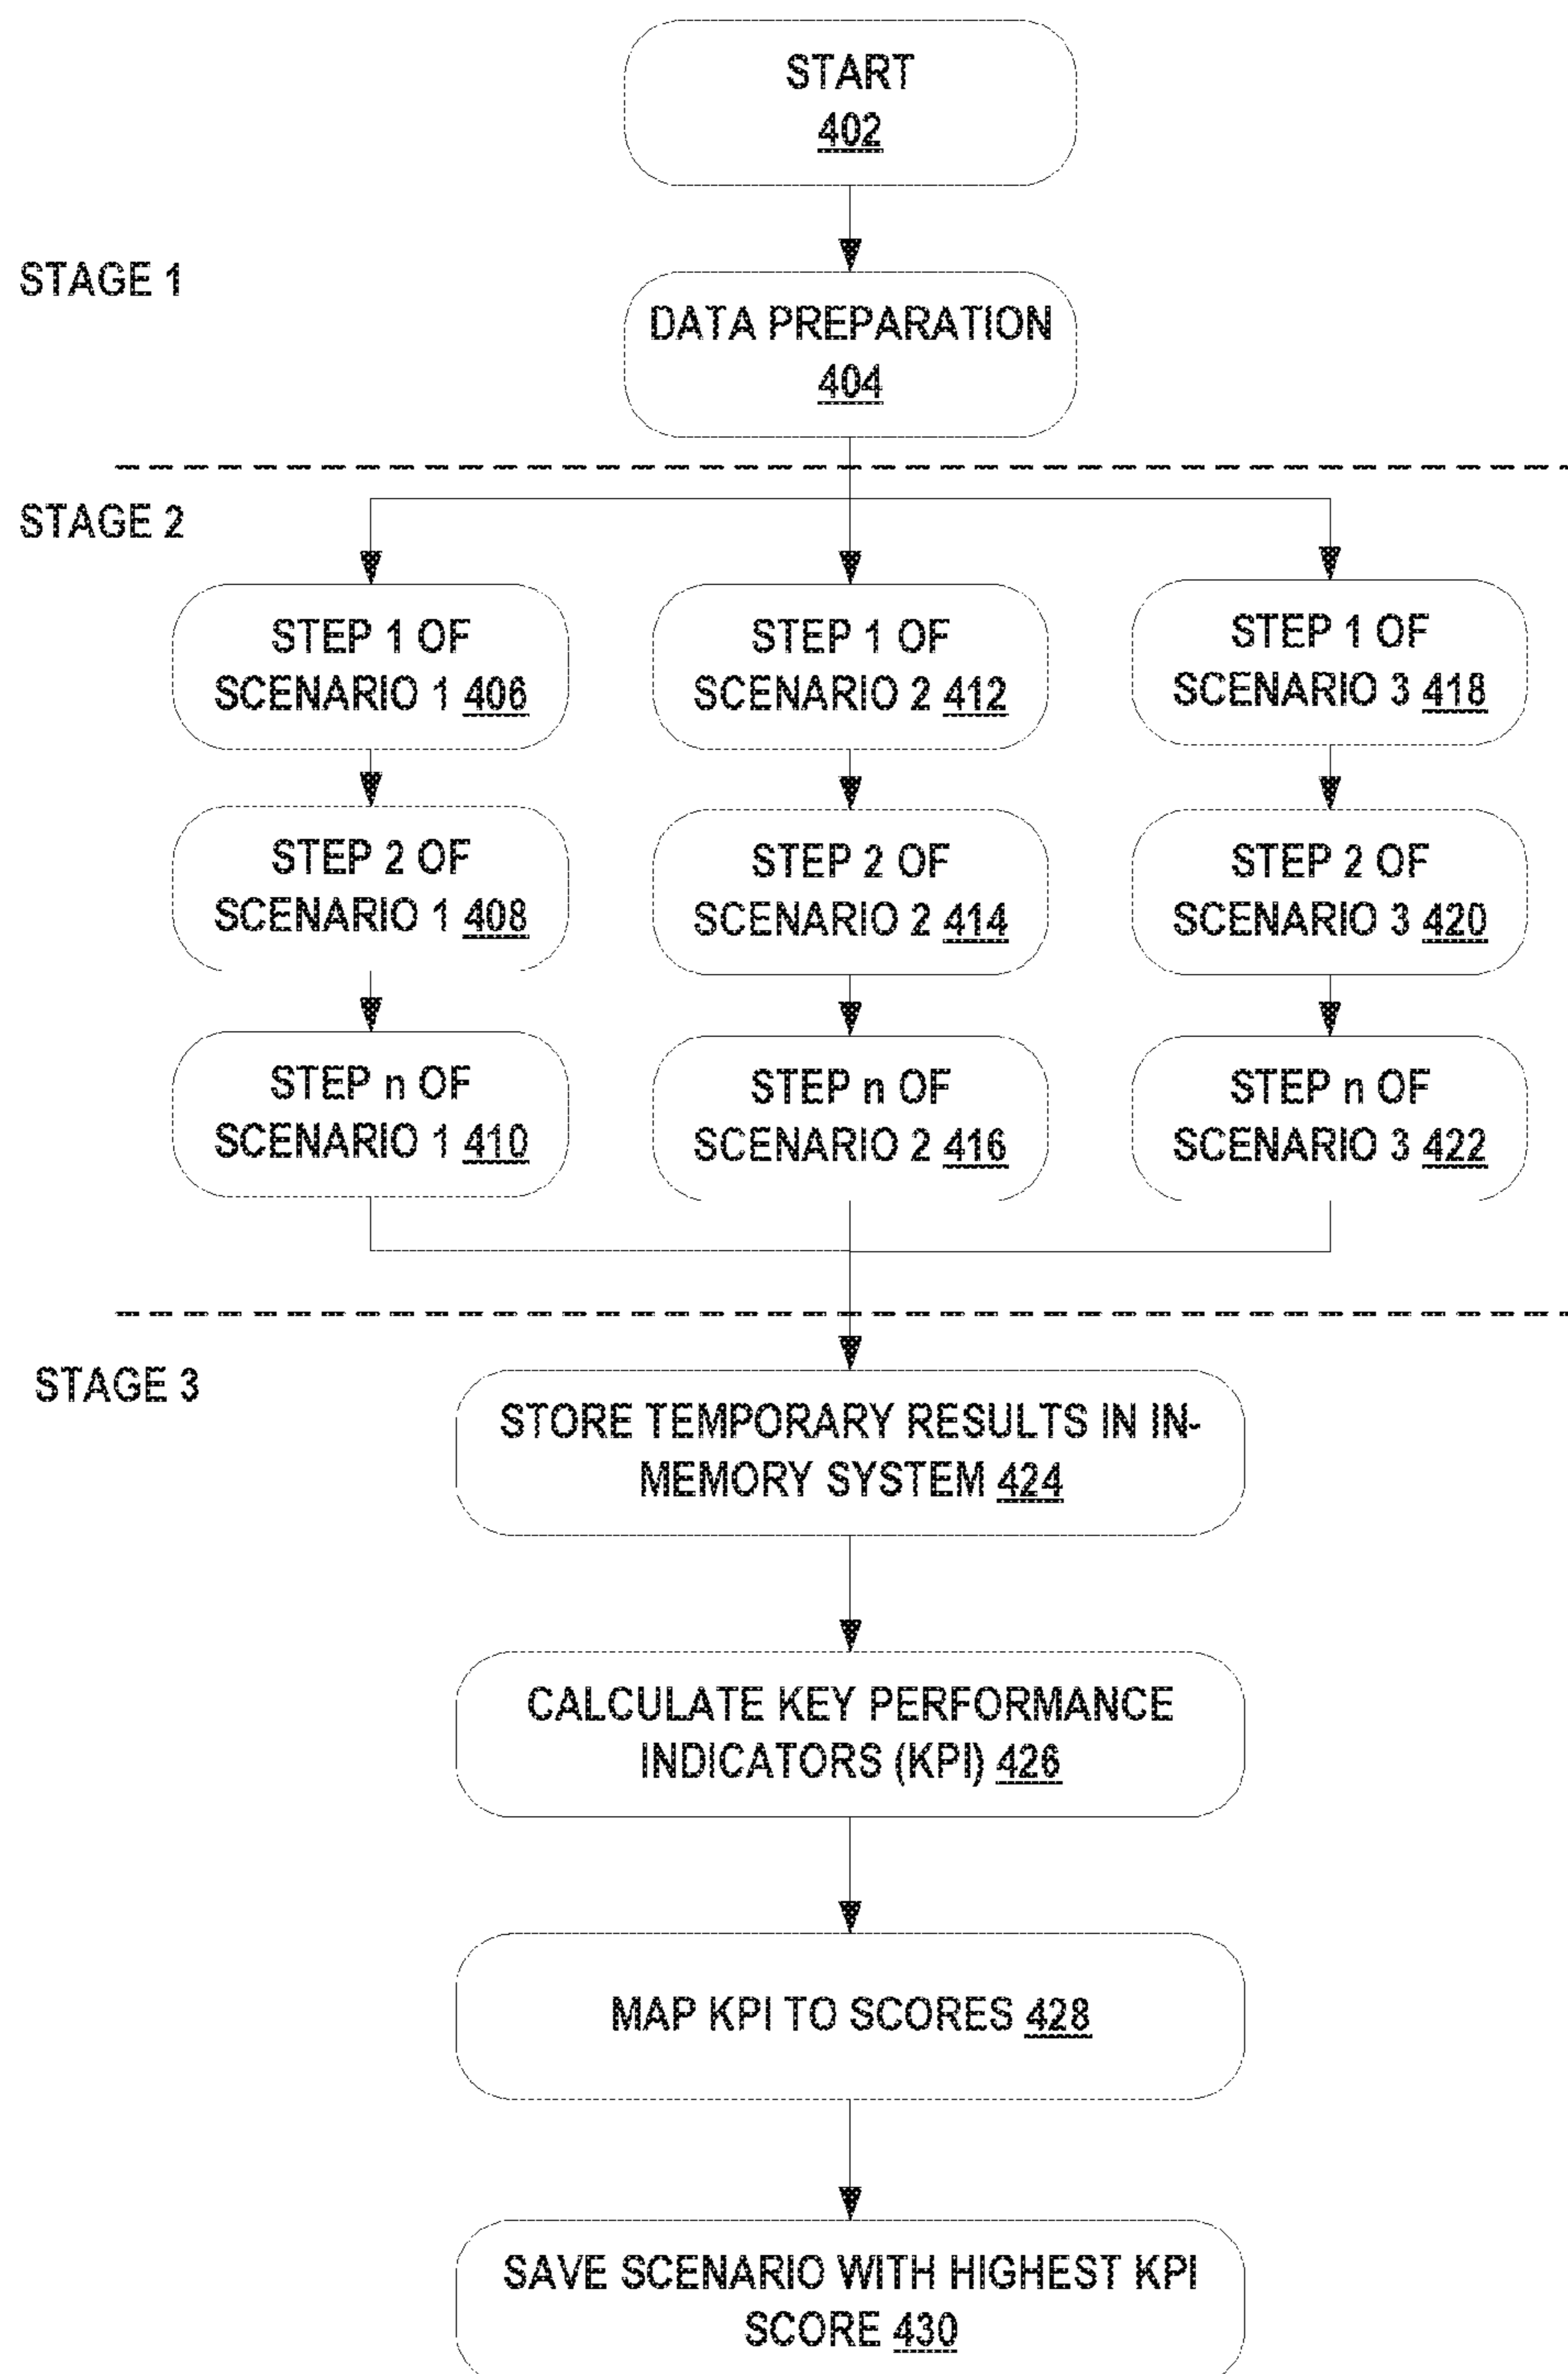 START
402
STAGE 1
DATA PREPARATION
404
STAGE 2
STEP 1 OF
SCENARIO 1 406
STEP 1 OF
SCENARIO 2 412
STEP 1 OF
SCENARIO 3 418
STEP 2 OF
SCENARIO 1 408
STEP 2 OF
SCENARIO 2 414
STEP 2 OF
SCENARIO 3 420
STEP n OF
SCENARIO 1 410
STEP n OF
SCENARIO 2 416
STEP n OF
SCENARIO 3 422
STAGE 3
STORE TEMPORARY RESULTS IN IN-
MEMORY SYSTEM 424
CALCULATE KEY PERFORMANCE
INDICATORS (KPI) 426
MAP KPI TO SCORES 428
SAVE SCENARIO WITH HIGHEST KPI
SCORE 430